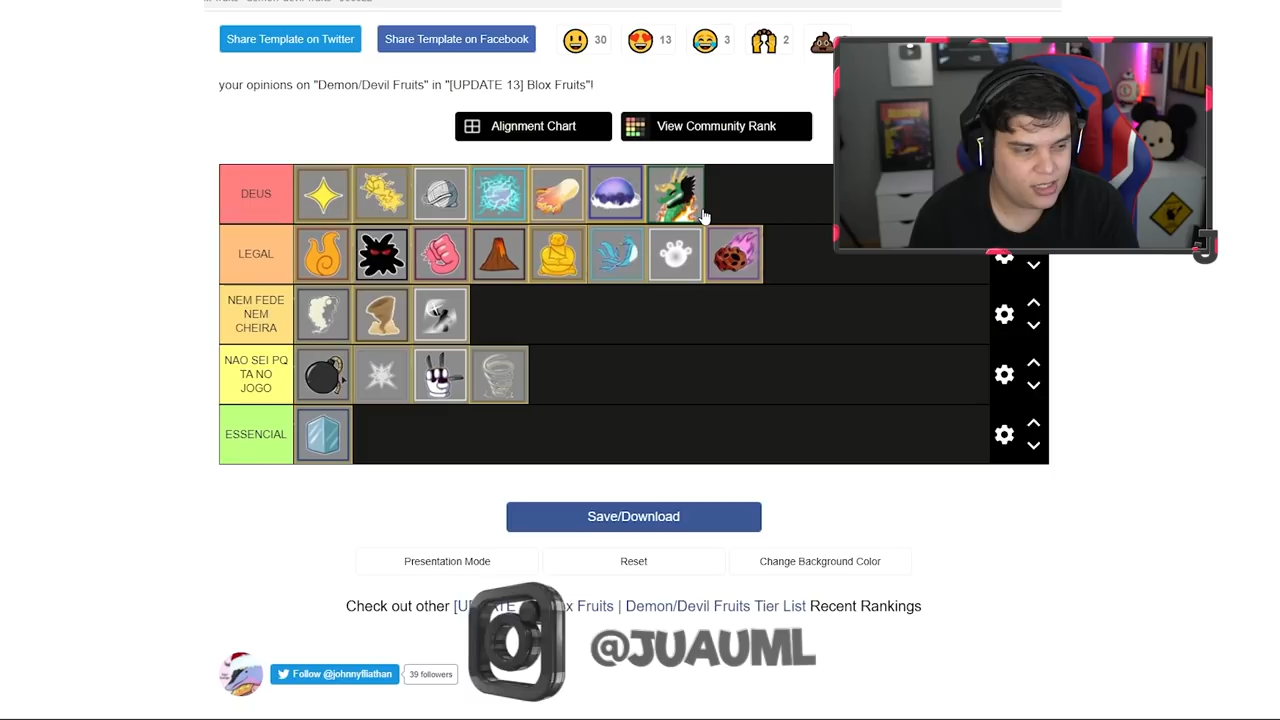 Share Template on Twitter
Share Template on Facebook
30
13
3
2
your opinions on "Demon/Devil Fruits" in "[UPDATE 13] Blox Fruits"!
Alignment Chart
View Community Rank
DEUS
LEGAL
NEM FEDE
NEM
CHEIRA
NAO SEI PQ
TA NO
JOGO
ESSENCIAL
Save/Download
Presentation Mode
Reset
Change Background Color
Check out other Fruits | Demon/Devil Fruits Tier List Recent Rankings
@JUAUML
Follow @johnnylliathan
39 followers